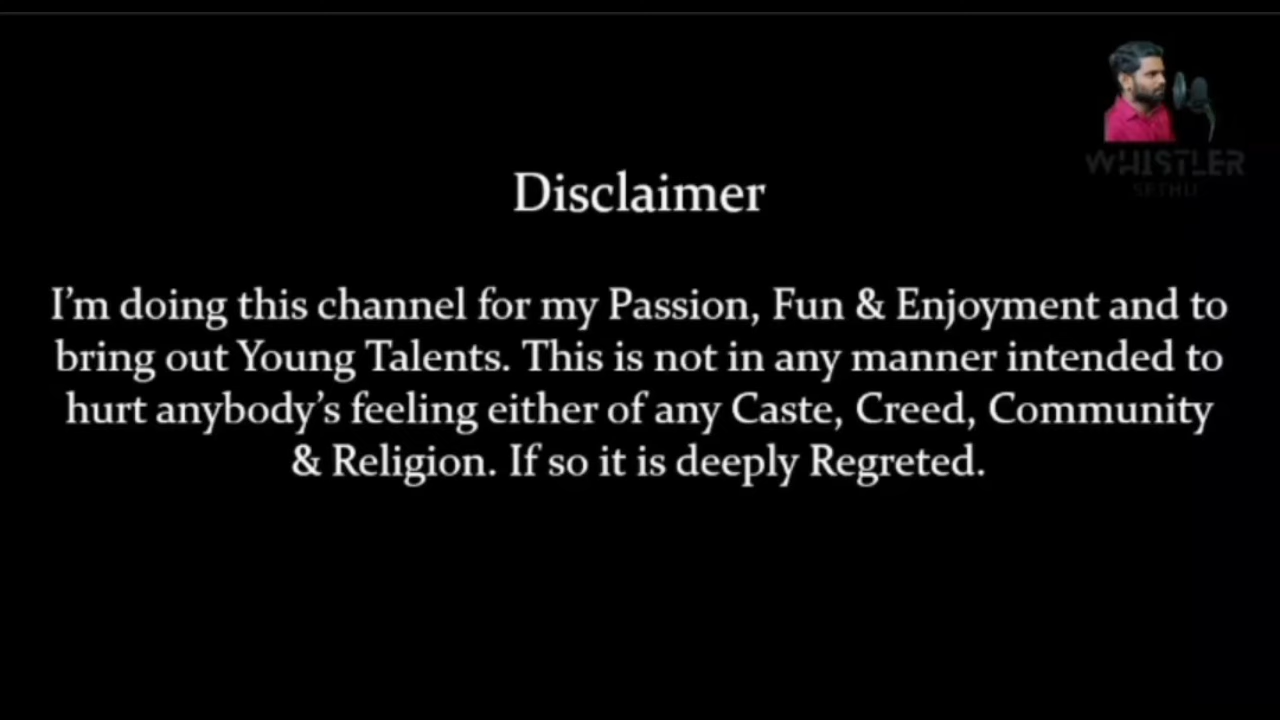 WHISTLER
SETHU
Disclaimer
I'm doing this channel for my Passion, Fun & Enjoyment and to
bring out Young Talents. This is not in any manner intended to
hurt anybody's feeling either of any Caste, Creed, Community
& Religion. If so it is deeply Regreted.